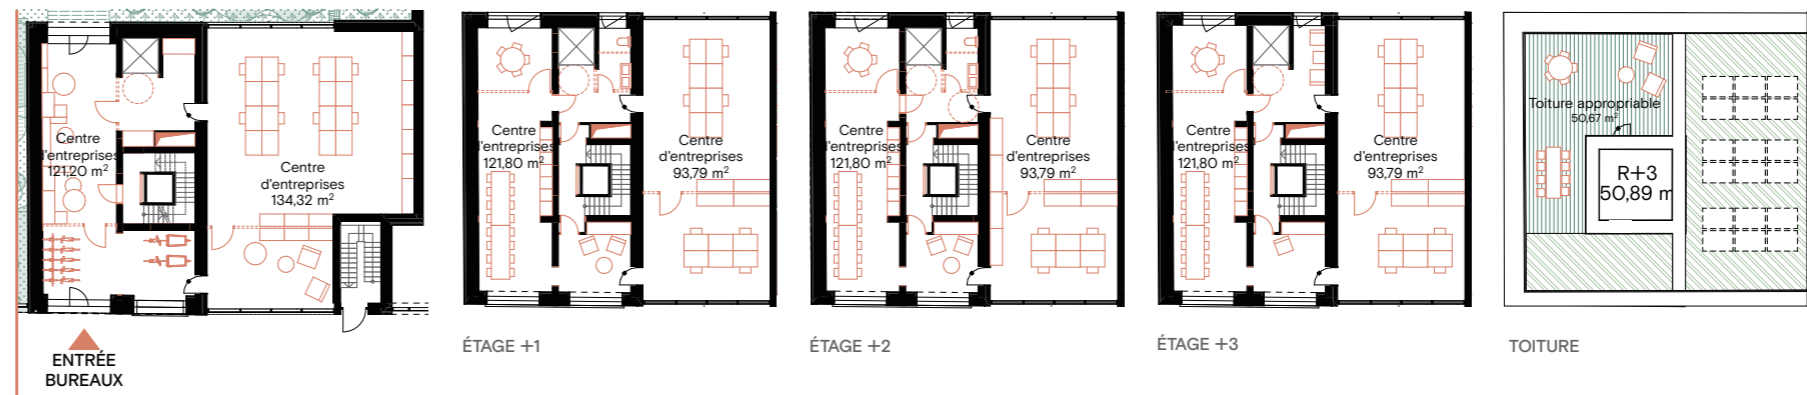 Centre
d'entreprises
121,20 m²
Centre
d'entreprises
134,32 m²
ENTRÉE
BUREAUX
Centre
d'entreprises
121,80 m²
Centre
d'entreprises
93,79 m²
ÉTAGE +1
Centre
d'entreprises
121,80 m²
Centre
d'entreprises
93,79 m²
ÉTAGE +2
Centre
d'entreprises
121,80 m²
Centre
d'entreprises
93,79 m²
ÉTAGE +3
Toiture appropriable
50,67 m²
R+3
50,89 m
TOITURE